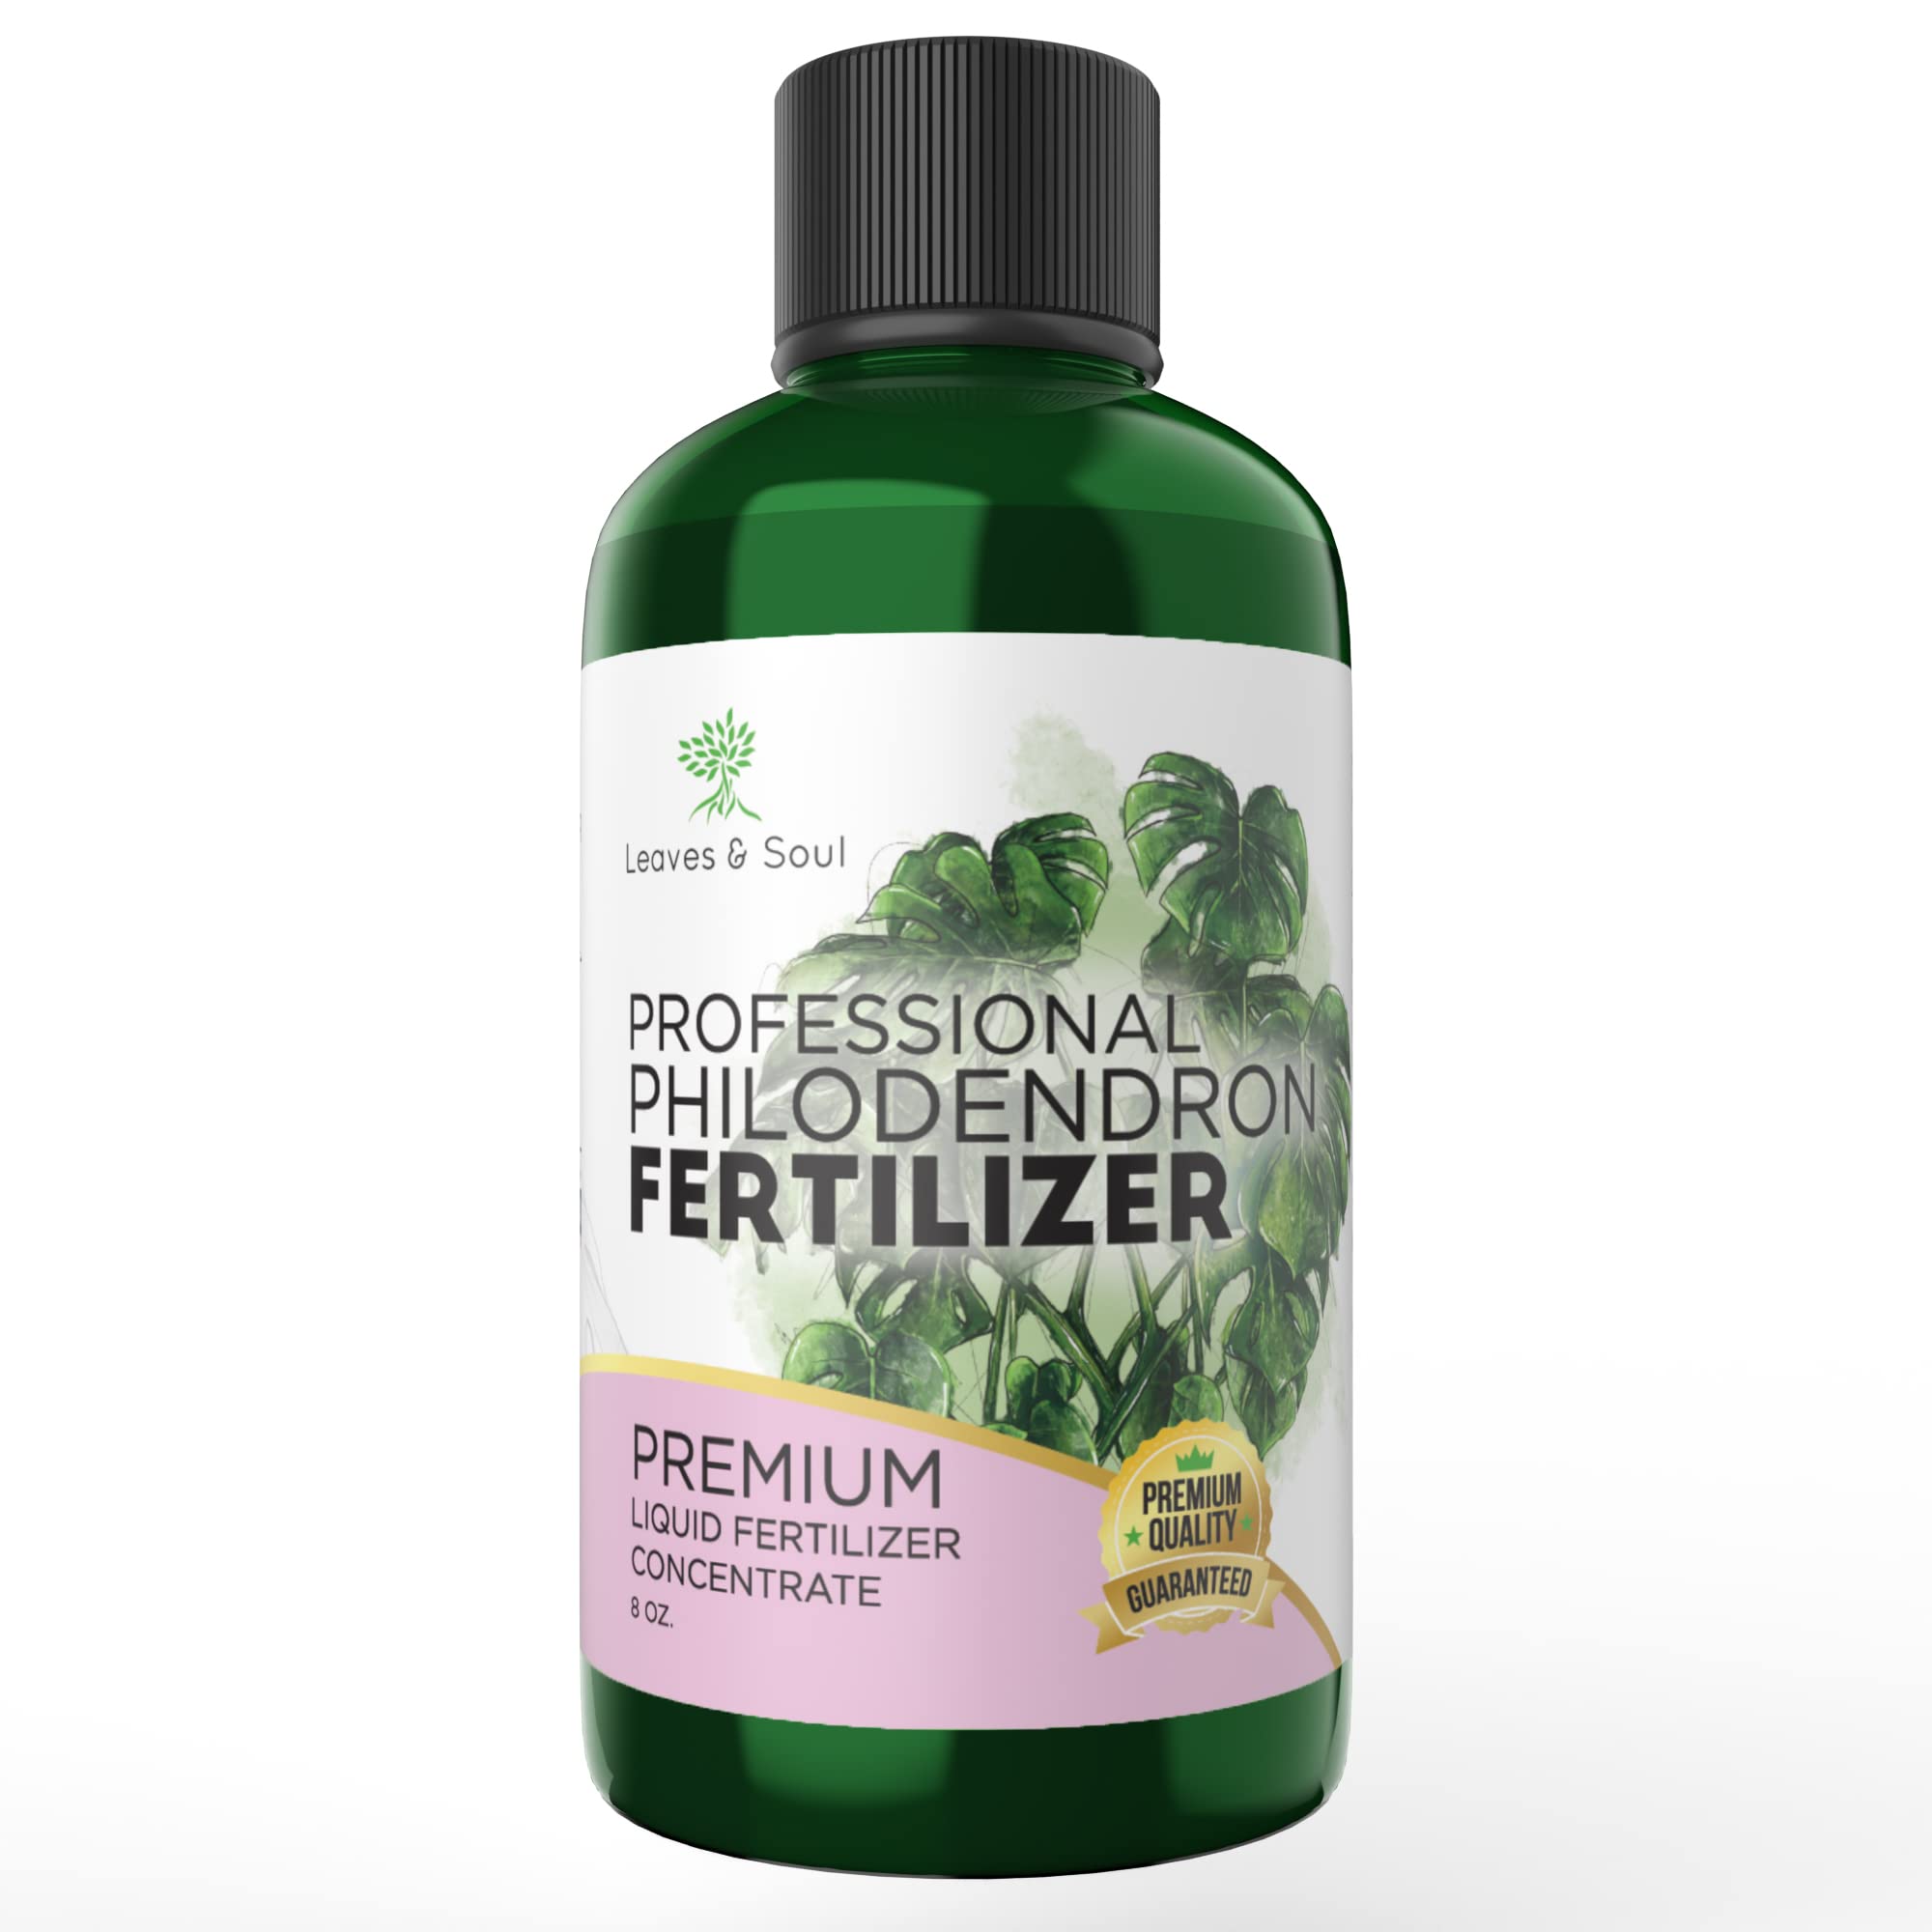 Leaves & Soul
PROFESSIONAL
PHILODENDRON
FERTILIZER
PREMIUM
LIQUID FERTILIZER
CONCENTRATE
8 OZ.
PREMIUM
QUALITY
GUARANTEED